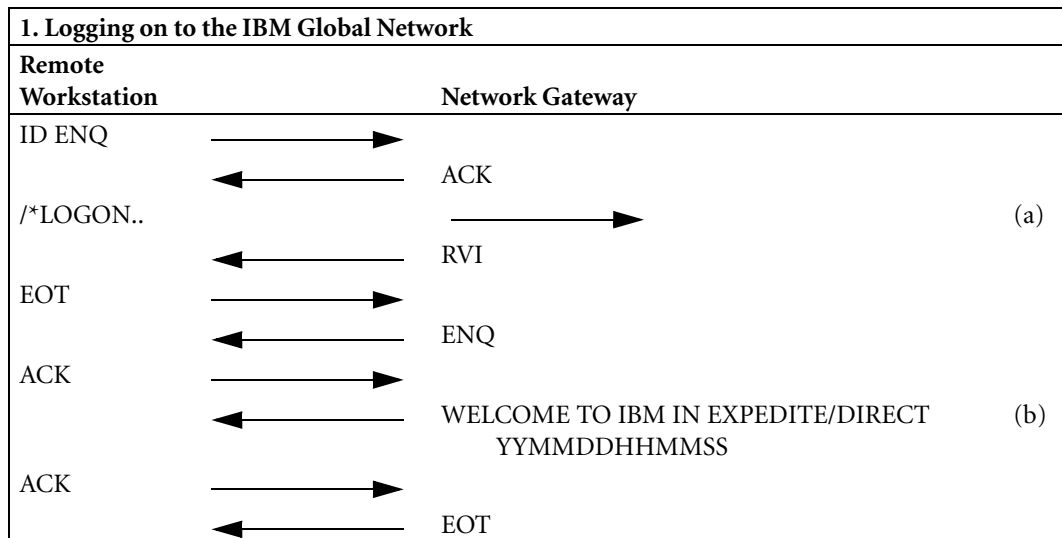 1. Logging on to the IBM Global Network
Remote
Workstation Network Gateway
ID ENQ
ACK
/*LOGON.. (a)
RVI
EOT
ENQ
ACK
WELCOME TO IBM IN EXPEDITE/DIRECT (b)
YYMMDDHHMMSS
ACK
EOT